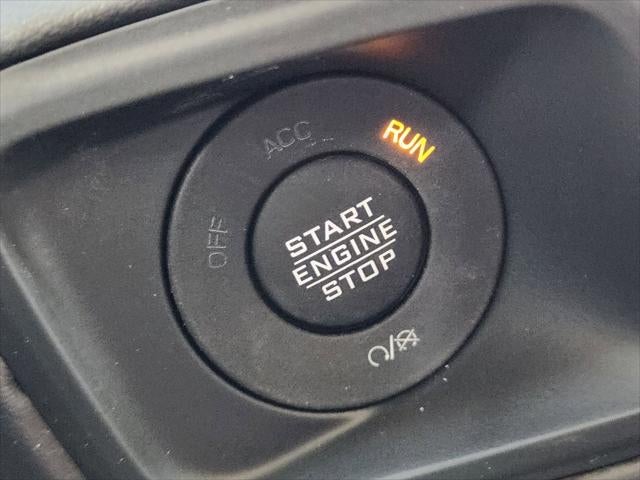 ACC
RUN
OFF
START
ENGINE
STOP